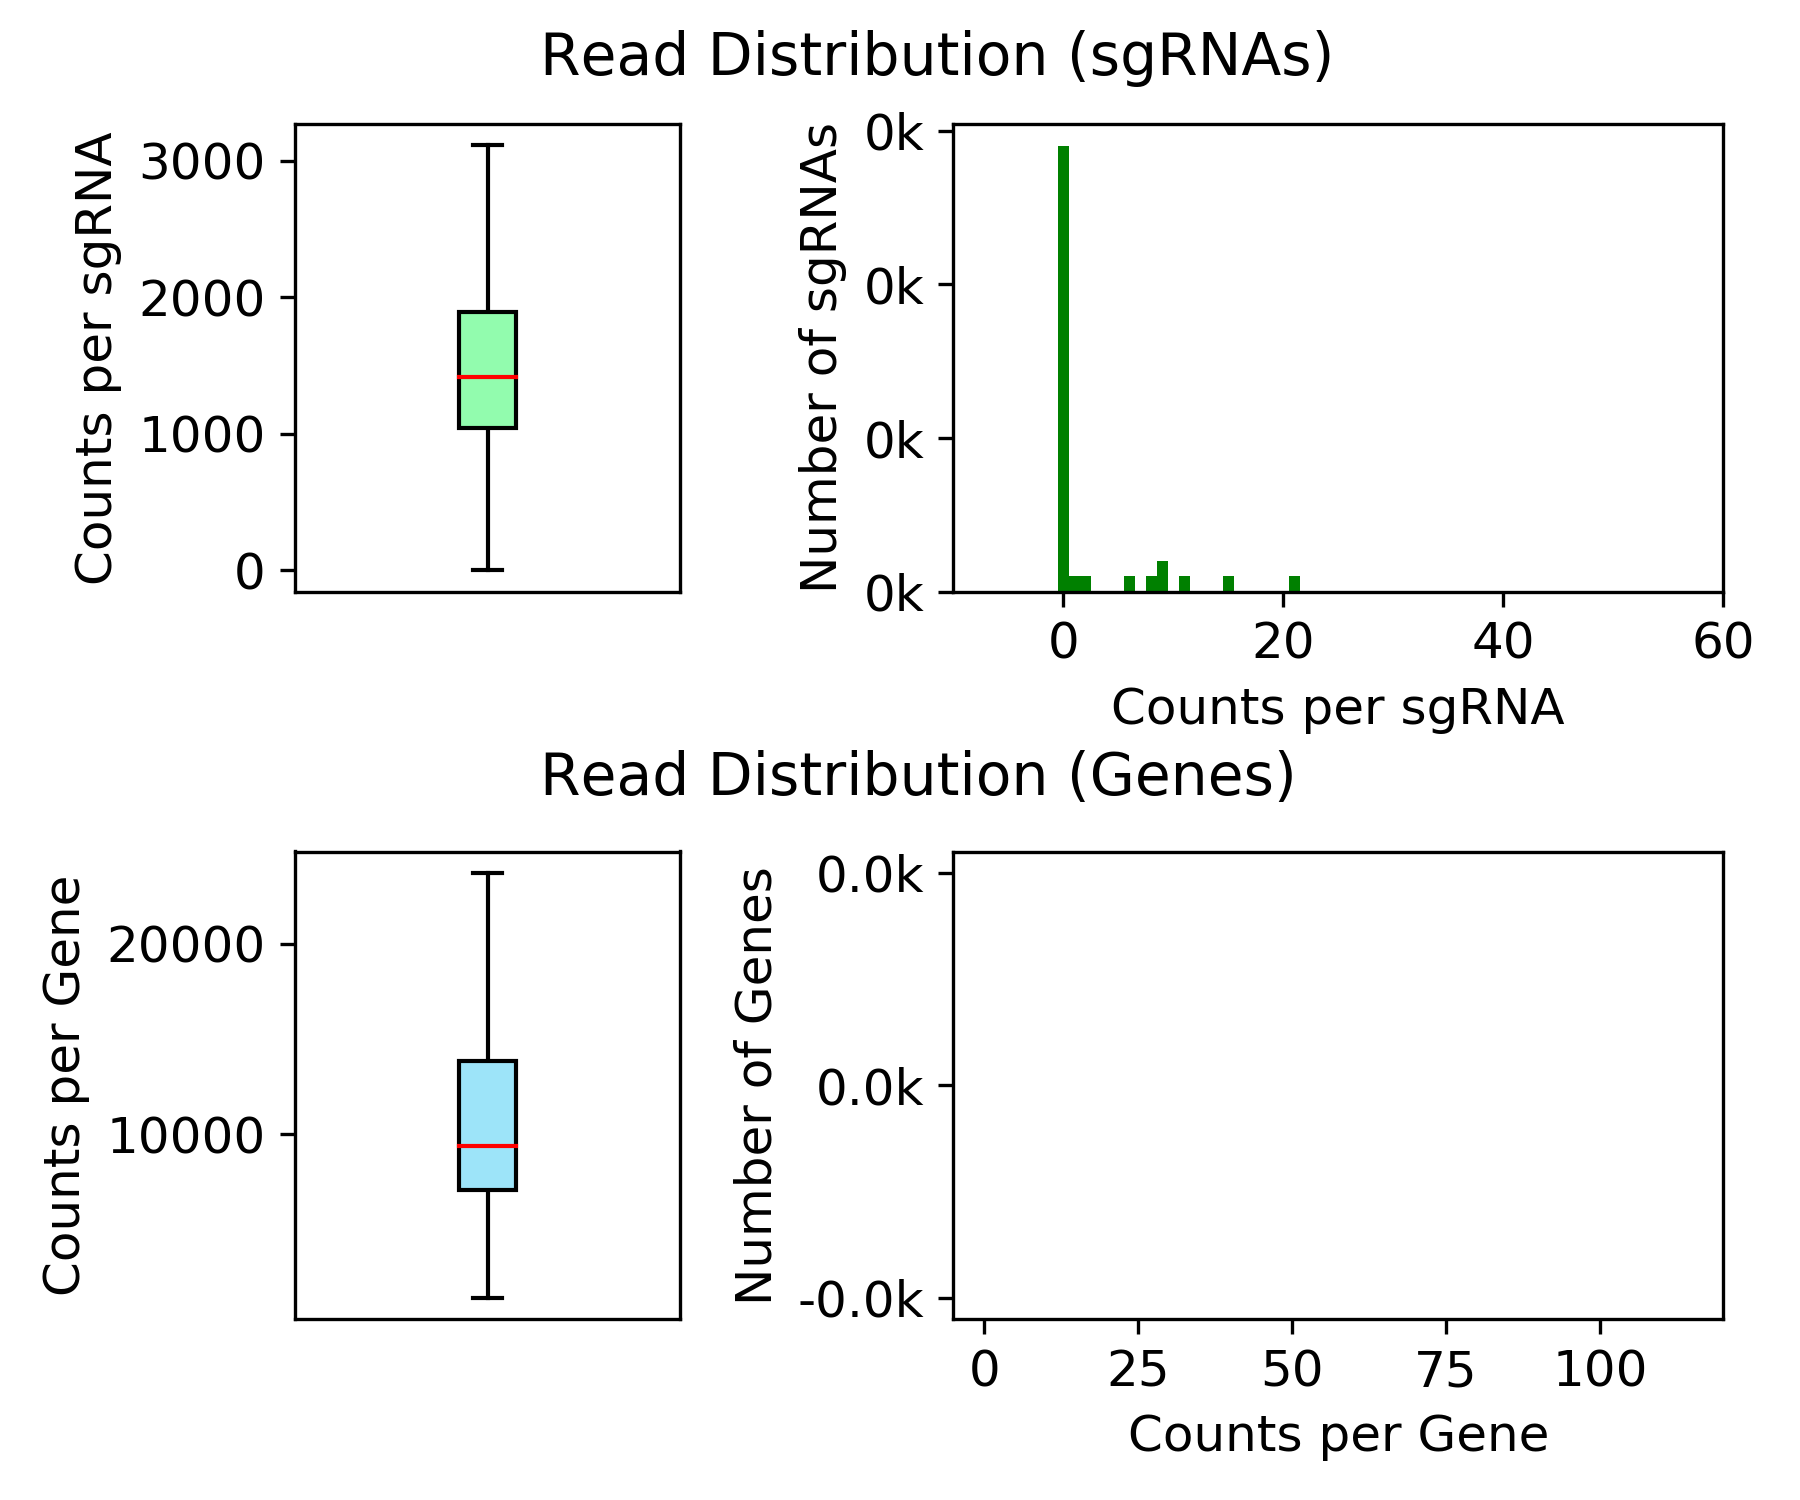 Read Distribution (sgRNAs)
Counts per sgRNA
3000
2000
1000
0
Number of sgRNAs
0k
0k
0k
0k
0 20 40 60
Counts per sgRNA
Read Distribution (Genes)
Counts per Gene
20000
10000
Number of Genes
0.0k
0.0k
-0.0k
0 25 50 75 100
Counts per Gene